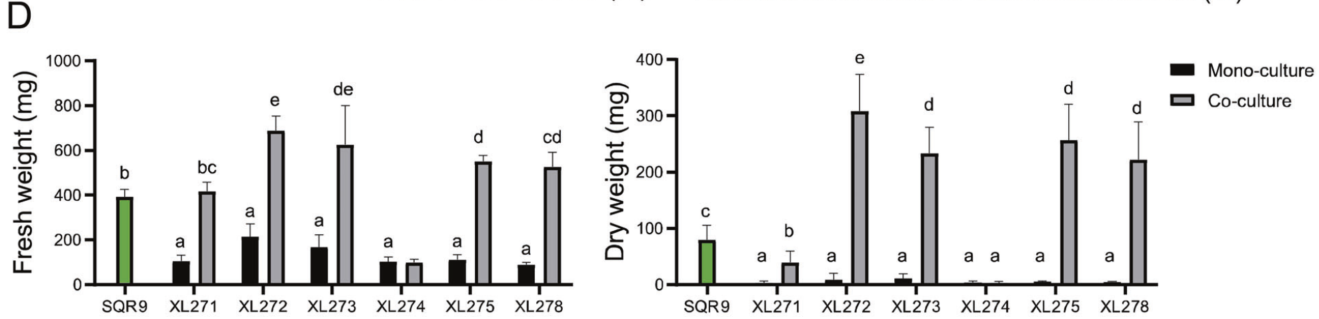 D
Fresh weight (mg)
1000
800
600
400
200
0
b
a
bc
a
e
a
de
a
a
d
a
cd
SQR9 XL271 XL272 XL273 XL274 XL275 XL278
Dry weight (mg)
400
300
200
100
0
c
a
b
a
e
a
d
a
a
a
d
a
d
SQR9 XL271 XL272 XL273 XL274 XL275 XL278
Mono-culture
Co-culture